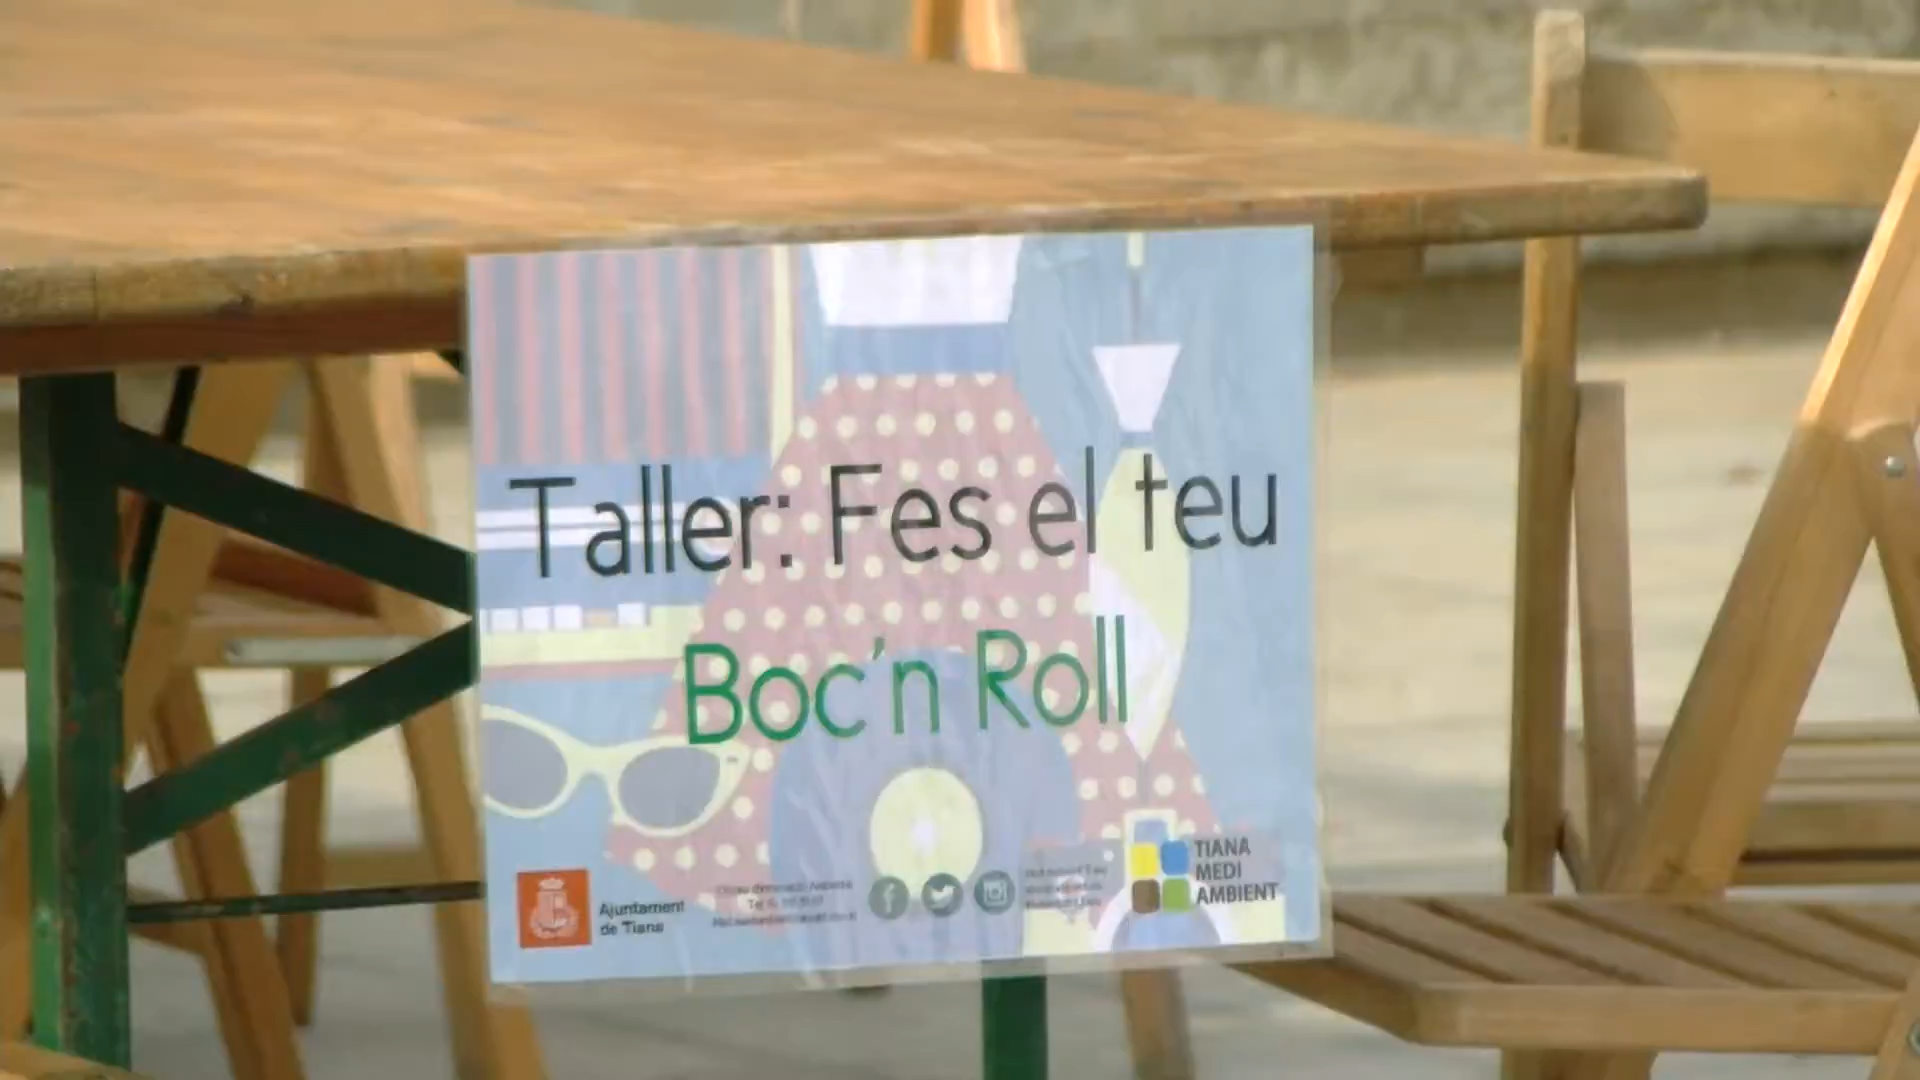 Taller: Fes el teu
Boc'n Roll
Ajuntament
de Tiana
TIANA
MEDI
AMBIENT